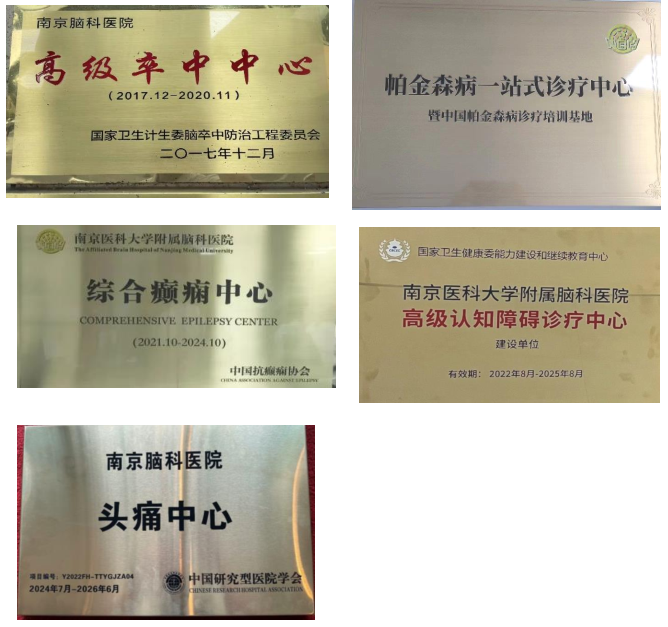 南京脑科医院
高级卒中中心
（2017.12-2020.11）
国家卫生计生委脑卒中防治工程委员会
二〇一七年十二月
帕金森病一站式诊疗中心
暨中国帕金森病诊疗培训基地
南京医科大学附属脑科医院
The Affiliated Brain Hospital of Nanjing Medical University
综合癫痫中心
COMPREHENSIVE EPILEPSY CENTER
(2021.10-2024.10)
中国抗癫痫协会
CHINA ASSOCIATION AGAINST EPILEPSY
国家卫生健康委能力建设和继续教育中心
南京医科大学附属脑科医院
高级认知障碍诊疗中心
建设单位
有效期： 2022年8月-2025年8月
南京脑科医院
头痛中心
项目编号：Y2022FH-TTYGJZA04
2024年7月-2026年6月
中国研究型医院学会
CHINESE RESEARCH HOSPITAL ASSOCIATION